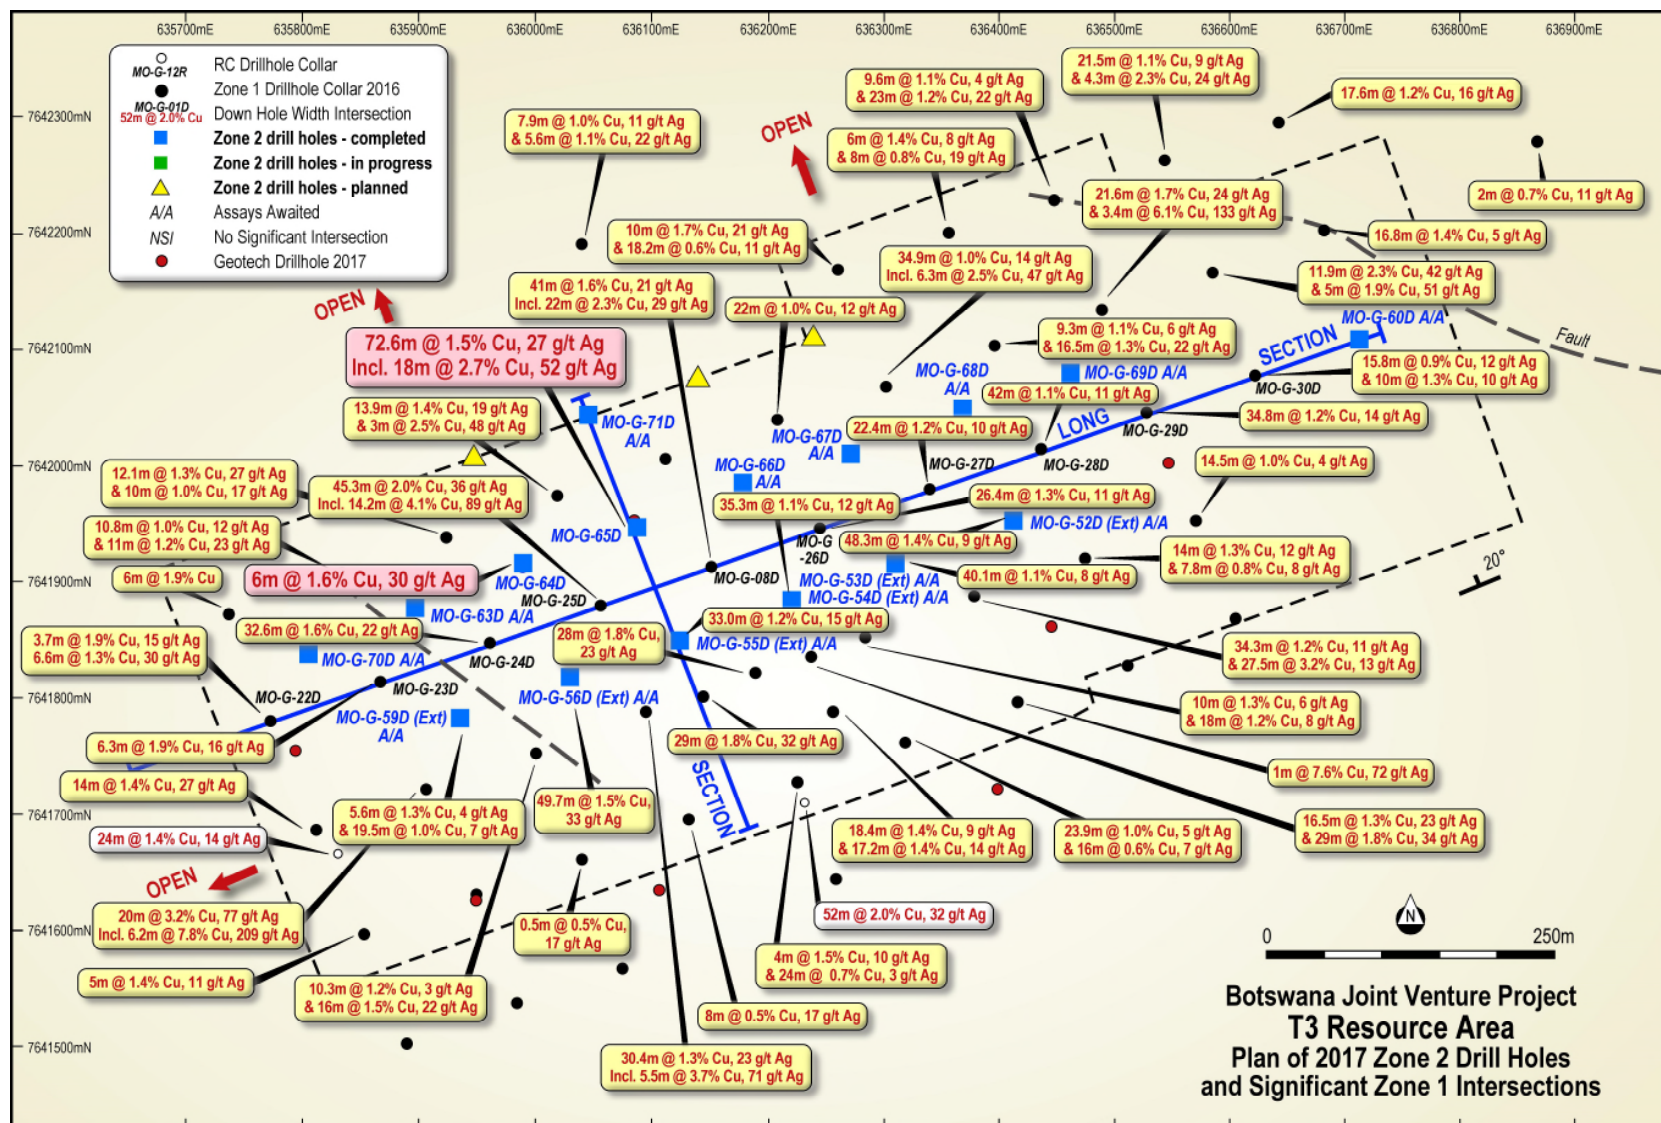 635700mE
635800mE
635900mE
636000mE
636100mE
636200mE
636300mE
636400mE
636500mE
636600mE
636700mE
636800mE
636900mE
7642300mN
7642200mN
7642100mN
7642000mN
7641900mN
7641800mN
7641700mN
7641600mN
7641500mN
MO-G-12R
RC Drillhole Collar
Zone 1 Drillhole Collar 2016
MO-G-01D
52m @ 2.0% Cu
Down Hole Width Intersection
Zone 2 drill holes - completed
Zone 2 drill holes - in progress
Zone 2 drill holes - planned
A/A
Assays Awaited
NSI
No Significant Intersection
Geotech Drillhole 2017
7.9m @ 1.0% Cu, 11 g/t Ag
& 5.6m @ 1.1% Cu, 22 g/t Ag
OPEN
9.6m @ 1.1% Cu, 4 g/t Ag
& 23m @ 1.2% Cu, 22 g/t Ag
21.5m @ 1.1% Cu, 9 g/t Ag
& 4.3m @ 2.3% Cu, 24 g/t Ag
17.6m @ 1.2% Cu, 16 g/t Ag
6m @ 1.4% Cu, 8 g/t Ag
& 8m @ 0.8% Cu, 19 g/t Ag
21.6m @ 1.7% Cu, 24 g/t Ag
& 3.4m @ 6.1% Cu, 133 g/t Ag
2m @ 0.7% Cu, 11 g/t Ag
10m @ 1.7% Cu, 21 g/t Ag
& 18.2m @ 0.6% Cu, 11 g/t Ag
16.8m @ 1.4% Cu, 5 g/t Ag
34.9m @ 1.0% Cu, 14 g/t Ag
Incl. 6.3m @ 2.5% Cu, 47 g/t Ag
11.9m @ 2.3% Cu, 42 g/t Ag
& 5m @ 1.9% Cu, 51 g/t Ag
OPEN
41m @ 1.6% Cu, 21 g/t Ag
Incl. 22m @ 2.3% Cu, 29 g/t Ag
22m @ 1.0% Cu, 12 g/t Ag
MO-G-60D A/A
9.3m @ 1.1% Cu, 6 g/t Ag
& 16.5m @ 1.3% Cu, 22 g/t Ag
SECTION
Fault
72.6m @ 1.5% Cu, 27 g/t Ag
Incl. 18m @ 2.7% Cu, 52 g/t Ag
15.8m @ 0.9% Cu, 12 g/t Ag
& 10m @ 1.3% Cu, 10 g/t Ag
MO-G-68D
A/A
MO-G-69D A/A
MO-G-30D
42m @ 1.1% Cu, 11 g/t Ag
13.9m @ 1.4% Cu, 19 g/t Ag
& 3m @ 2.5% Cu, 48 g/t Ag
MO-G-71D
A/A
22.4m @ 1.2% Cu, 10 g/t Ag
LONG
MO-G-29D
34.8m @ 1.2% Cu, 14 g/t Ag
MO-G-67D
A/A
MO-G-66D
A/A
MO-G-27D
MO-G-28D
14.5m @ 1.0% Cu, 4 g/t Ag
12.1m @ 1.3% Cu, 27 g/t Ag
& 10m @ 1.0% Cu, 17 g/t Ag
45.3m @ 2.0% Cu, 36 g/t Ag
Incl. 14.2m @ 4.1% Cu, 89 g/t Ag
35.3m @ 1.1% Cu, 12 g/t Ag
26.4m @ 1.3% Cu, 11 g/t Ag
MO-G-52D (Ext) A/A
10.8m @ 1.0% Cu, 12 g/t Ag
& 11m @ 1.2% Cu, 23 g/t Ag
MO-G-65D
MO-G
-26D
48.3m @ 1.4% Cu, 9 g/t Ag
14m @ 1.3% Cu, 12 g/t Ag
& 7.8m @ 0.8% Cu, 8 g/t Ag
20°
6m @ 1.9% Cu
6m @ 1.6% Cu, 30 g/t Ag
MO-G-64D
MO-G-08D
MO-G-53D (Ext) A/A
40.1m @ 1.1% Cu, 8 g/t Ag
MO-G-25D
MO-G-54D (Ext) A/A
MO-G-63D A/A
33.0m @ 1.2% Cu, 15 g/t Ag
3.7m @ 1.9% Cu, 15 g/t Ag
6.6m @ 1.3% Cu, 30 g/t Ag
32.6m @ 1.6% Cu, 22 g/t Ag
28m @ 1.8% Cu,
23 g/t Ag
MO-G-55D (Ext) A/A
34.3m @ 1.2% Cu, 11 g/t Ag
& 27.5m @ 3.2% Cu, 13 g/t Ag
MO-G-70D A/A
MO-G-24D
MO-G-22D
MO-G-23D
MO-G-56D (Ext) A/A
10m @ 1.3% Cu, 6 g/t Ag
& 18m @ 1.2% Cu, 8 g/t Ag
MO-G-59D (Ext)
A/A
6.3m @ 1.9% Cu, 16 g/t Ag
29m @ 1.8% Cu, 32 g/t Ag
SECTION
1m @ 7.6% Cu, 72 g/t Ag
14m @ 1.4% Cu, 27 g/t Ag
5.6m @ 1.3% Cu, 4 g/t Ag
& 19.5m @ 1.0% Cu, 7 g/t Ag
49.7m @ 1.5% Cu,
33 g/t Ag
24m @ 1.4% Cu, 14 g/t Ag
18.4m @ 1.4% Cu, 9 g/t Ag
& 17.2m @ 1.4% Cu, 14 g/t Ag
23.9m @ 1.0% Cu, 5 g/t Ag
& 16m @ 0.6% Cu, 7 g/t Ag
16.5m @ 1.3% Cu, 23 g/t Ag
& 29m @ 1.8% Cu, 34 g/t Ag
OPEN
20m @ 3.2% Cu, 77 g/t Ag
Incl. 6.2m @ 7.8% Cu, 209 g/t Ag
0.5m @ 0.5% Cu,
17 g/t Ag
52m @ 2.0% Cu, 32 g/t Ag
5m @ 1.4% Cu, 11 g/t Ag
10.3m @ 1.2% Cu, 3 g/t Ag
& 16m @ 1.5% Cu, 22 g/t Ag
4m @ 1.5% Cu, 10 g/t Ag
& 24m @ 0.7% Cu, 3 g/t Ag
8m @ 0.5% Cu, 17 g/t Ag
30.4m @ 1.3% Cu, 23 g/t Ag
Incl. 5.5m @ 3.7% Cu, 71 g/t Ag
N
0
250m
Botswana Joint Venture Project
T3 Resource Area
Plan of 2017 Zone 2 Drill Holes
and Significant Zone 1 Intersections